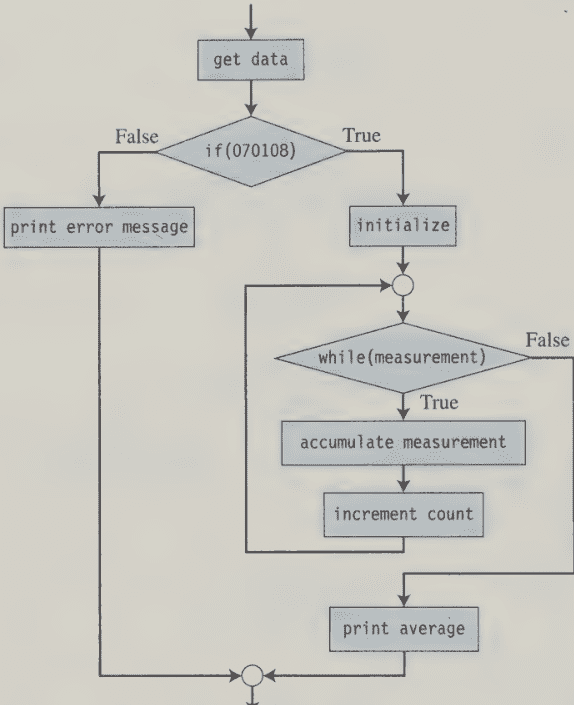 get data
False
True
if(070108)
print error message
initialize
while(measurement)
False
True
accumulate measurement
increment count
print average